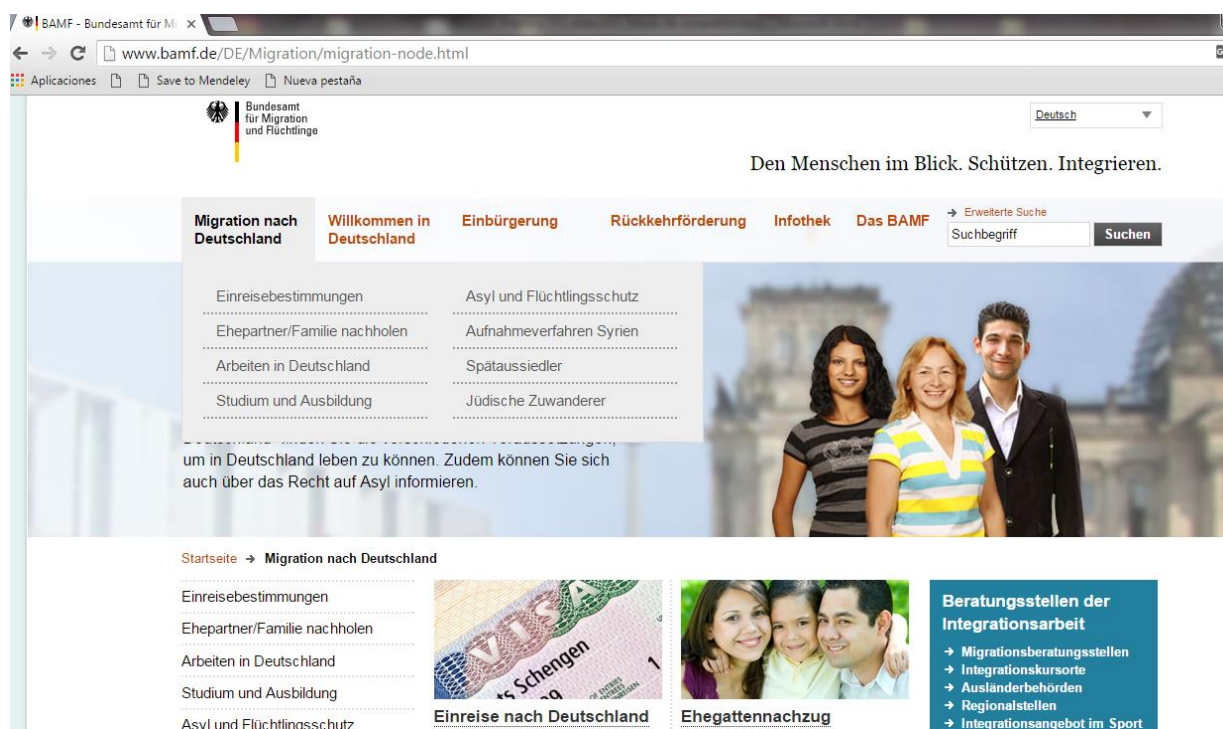 BAMF - Bundesamt für Mi
www.bamf.de/DE/Migration/migration-node.html
Aplicaciones Save to Mendeley Nueva pestaña
Bundesamt
für Migration
und Flüchtlinge
Deutsch
Den Menschen im Blick. Schützen. Integrieren.
Migration nach
Deutschland
Willkommen in
Deutschland
Einbürgerung
Rückkehrförderung
Infothek
Das BAMF
Erweiterte Suche
Suchbegriff
Suchen
Einreisebestimmungen
Ehepartner/Familie nachholen
Arbeiten in Deutschland
Studium und Ausbildung
Asyl und Flüchtlingsschutz
Aufnahmeverfahren Syrien
Spätaussiedler
Jüdische Zuwanderer
um in Deutschland leben zu können. Zudem können Sie sich
auch über das Recht auf Asyl informieren.
Startseite → Migration nach Deutschland
Einreisebestimmungen
Ehepartner/Familie nachholen
Arbeiten in Deutschland
Studium und Ausbildung
Asyl und Flüchtlingsschutz
VISA
Schengen
Einreise nach Deutschland
Ehegattennachzug
Beratungsstellen der
Integrationsarbeit
→ Migrationsberatungsstellen
→ Integrationskursorte
→ Ausländerbehörden
→ Regionalstellen
→ Integrationsangebot im Sport